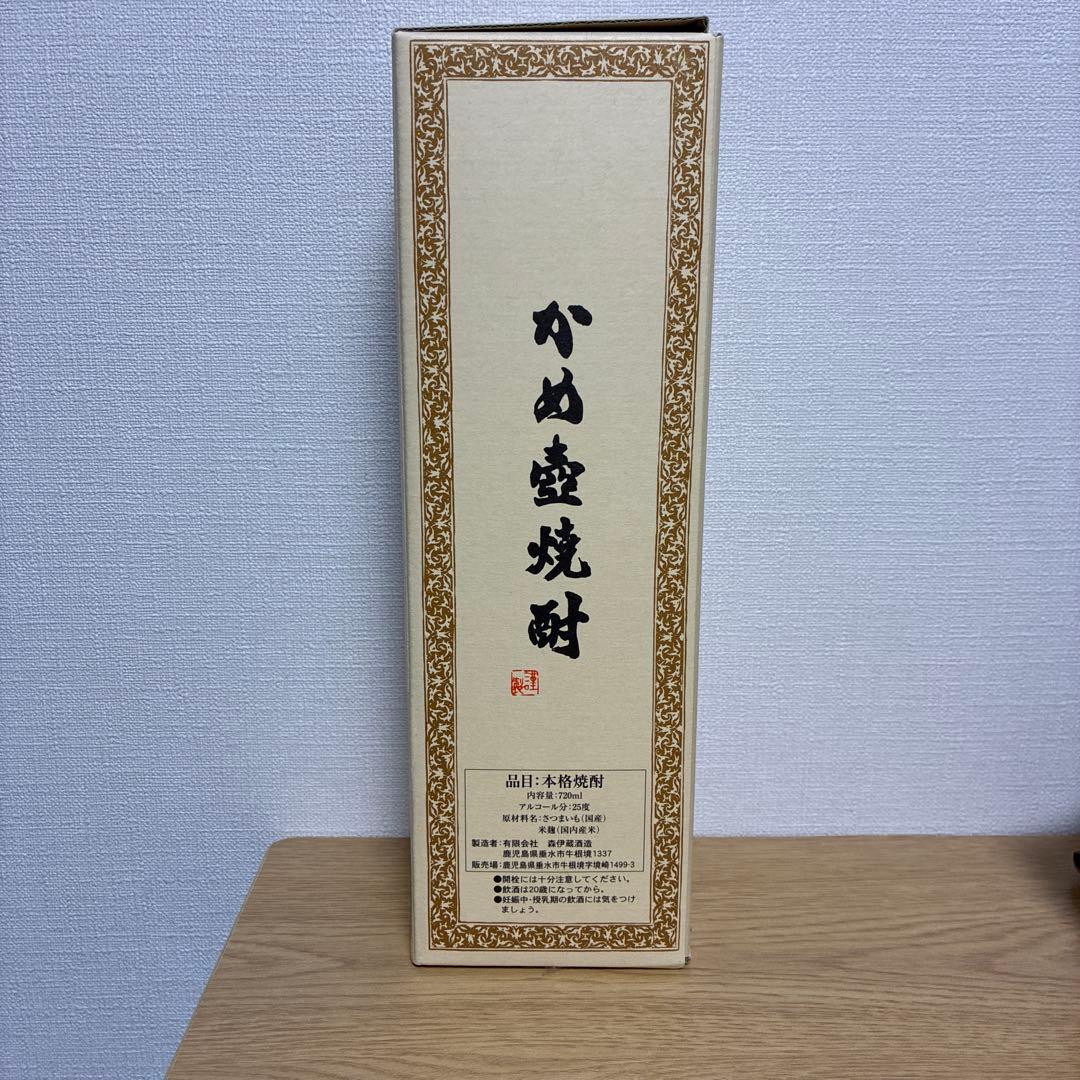 かめ壺焼酎
謹製
品目:本格焼酎
内容量:720ml
アルコール分:25度
原材料名:さつまいも(国産)
米麹(国内産米)
製造者:有限会社 森伊蔵酒造
鹿児島県垂水市牛根境1337
販売場:鹿児島県垂水市牛根境字境崎1499-3
●開栓には十分注意してください。
●飲酒は20歳になってから。
●妊娠中・授乳期の飲酒には気をつけ
ましょう。